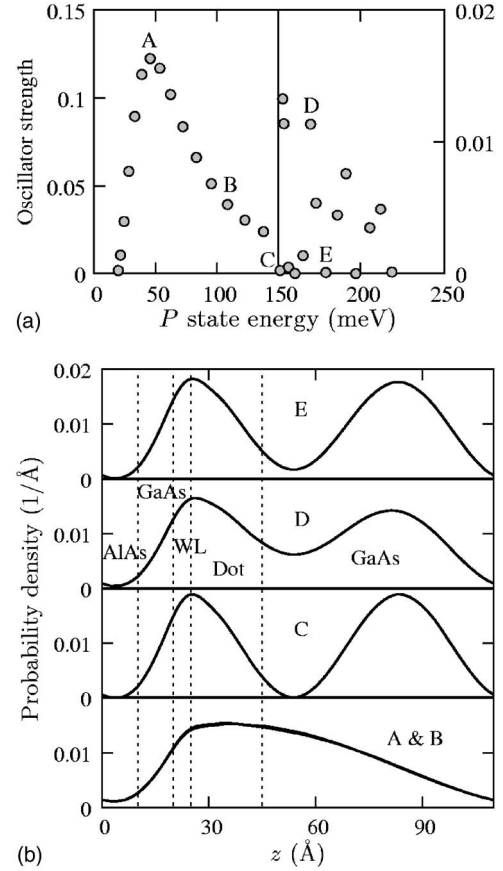 0.15
0.1
0.05
0
Oscillator strength
A
B
C
D
E
0.02
0.01
0
0 50 100 150 200 250
P state energy (meV)
(a)
0.02
0.01
0
E
GaAs
0.01
0
AlAs WL Dot D GaAs
0.01
0
C
0.01
0
A & B
Probability density (1/Å)
0 30 60 90
z (Å)
(b)